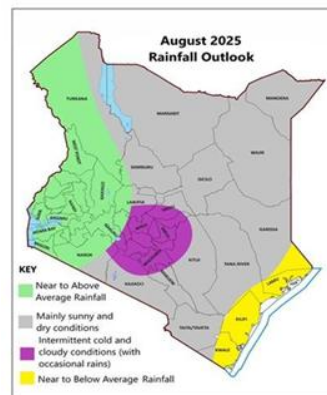 August 2025
Rainfall Outlook
TURKANA
MARSABIT
MANDERA
WAJIR
SAMBURU
ISIOLO
LAIKIPIA
GARISSA
KITUI
TANA RIVER
NAROK
KAJIADO
LAMU
KILIFI
TAITA/TAVETA
KWALE
KEY
Near to Above
Average Rainfall
Mainly sunny and
dry conditions
Intermittent cold and
cloudy conditions (with
occasional rains)
Near to Below Average Rainfall